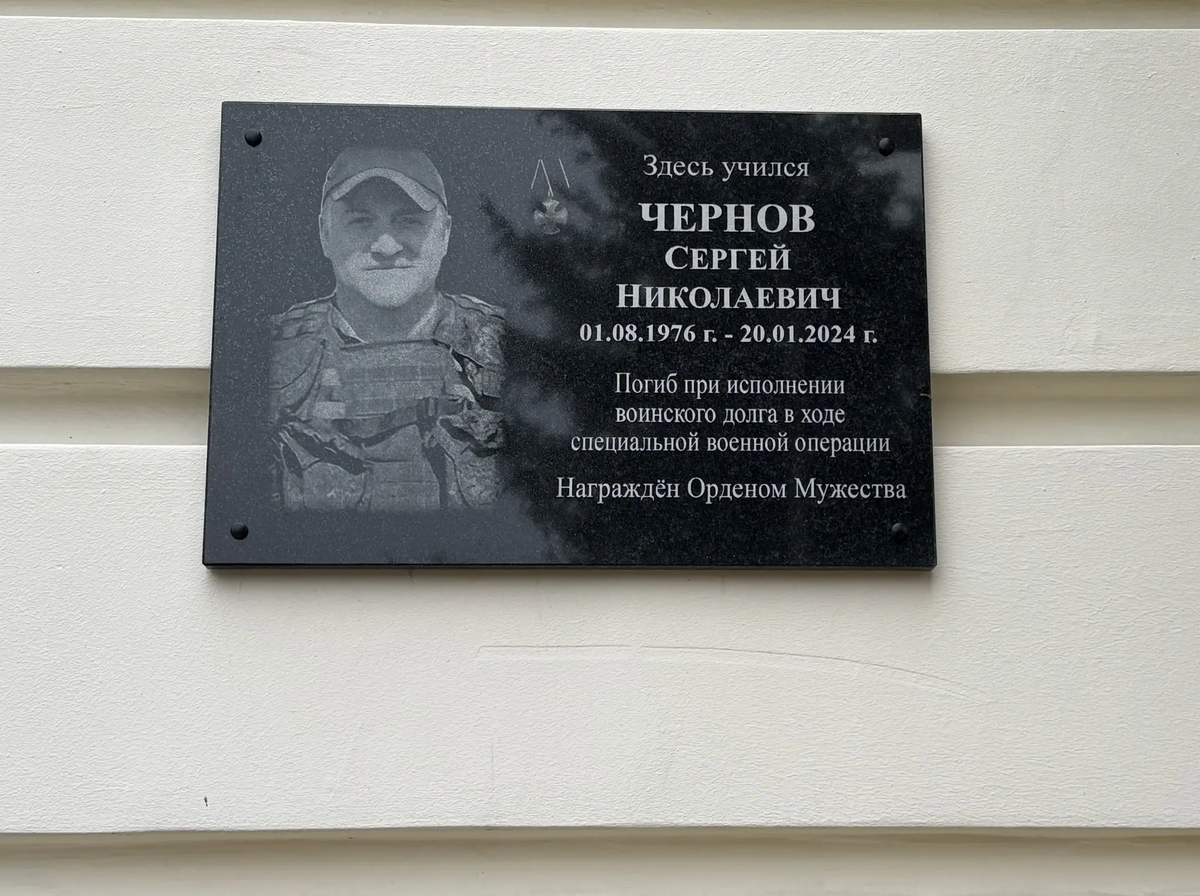 Здесь учился
ЧЕРНОВ
СЕРГЕЙ
НИКОЛАЕВИЧ
01.08.1976 г. - 20.01.2024 г.
Погиб при исполнении
воинского долга в ходе
специальной военной операции
Награждён Орденом Мужества